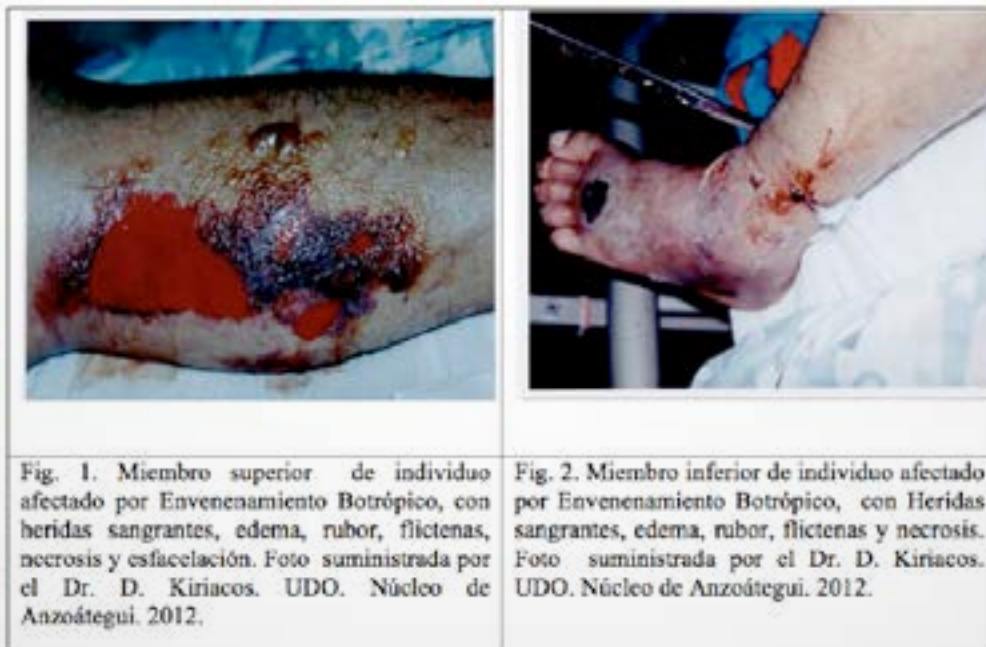 Fig. 1. Miembro superior de individuo
afectado por Envenenamiento Botrópico, con
heridas sangrantes, edema, rubor, flictenas,
necrosis y esfacelación. Foto suministrada por
el Dr. D. Kiriacos. UDO. Núcleo de
Anzoátegui. 2012.
Fig. 2. Miembro inferior de individuo afectado
por Envenenamiento Botrópico, con Heridas
sangrantes, edema, rubor, flictenas y necrosis.
Foto suministrada por el Dr. D. Kiriacos.
UDO. Núcleo de Anzoátegui. 2012.